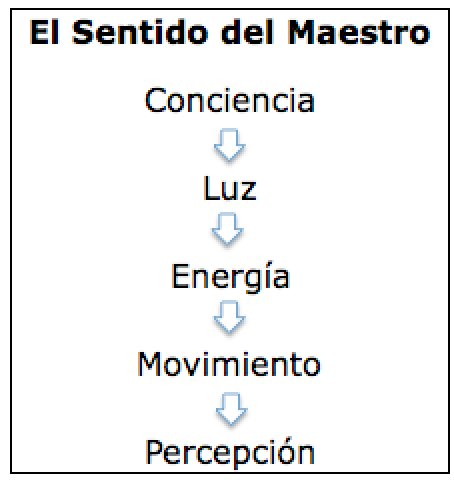 El Sentido del Maestro
Conciencia
Luz
Energía
Movimiento
Percepción